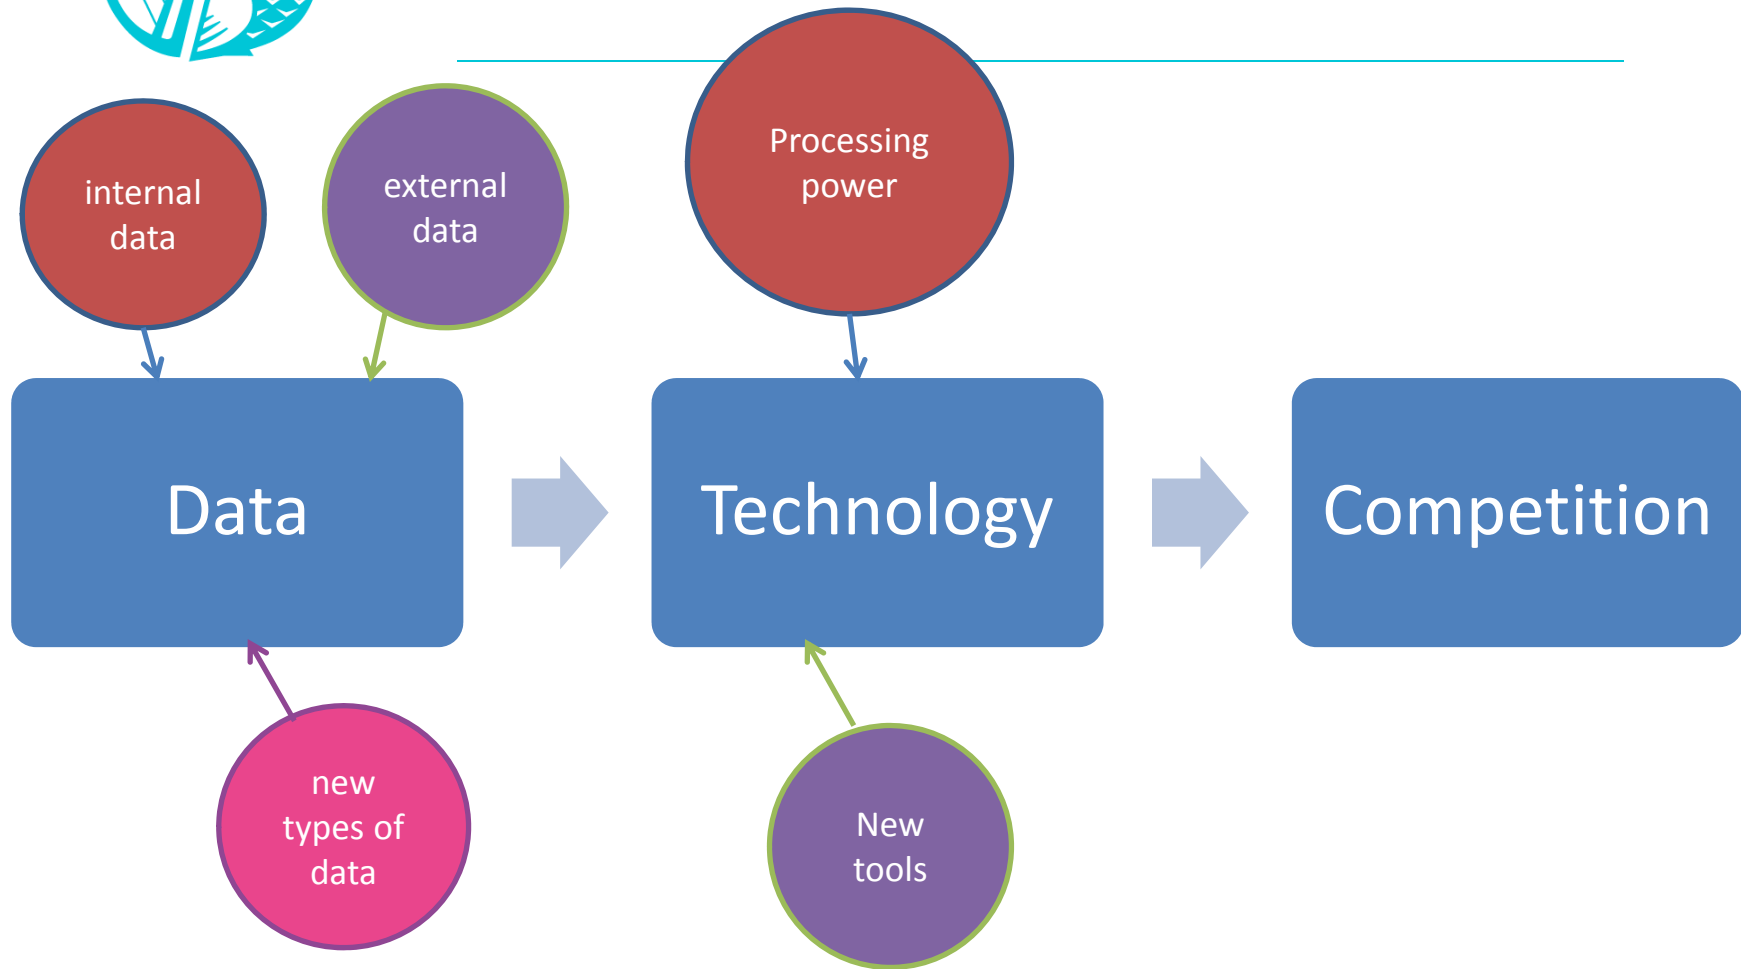 internal
data
external
data
Processing
power
Data
Technology
Competition
new
types of
data
New
tools